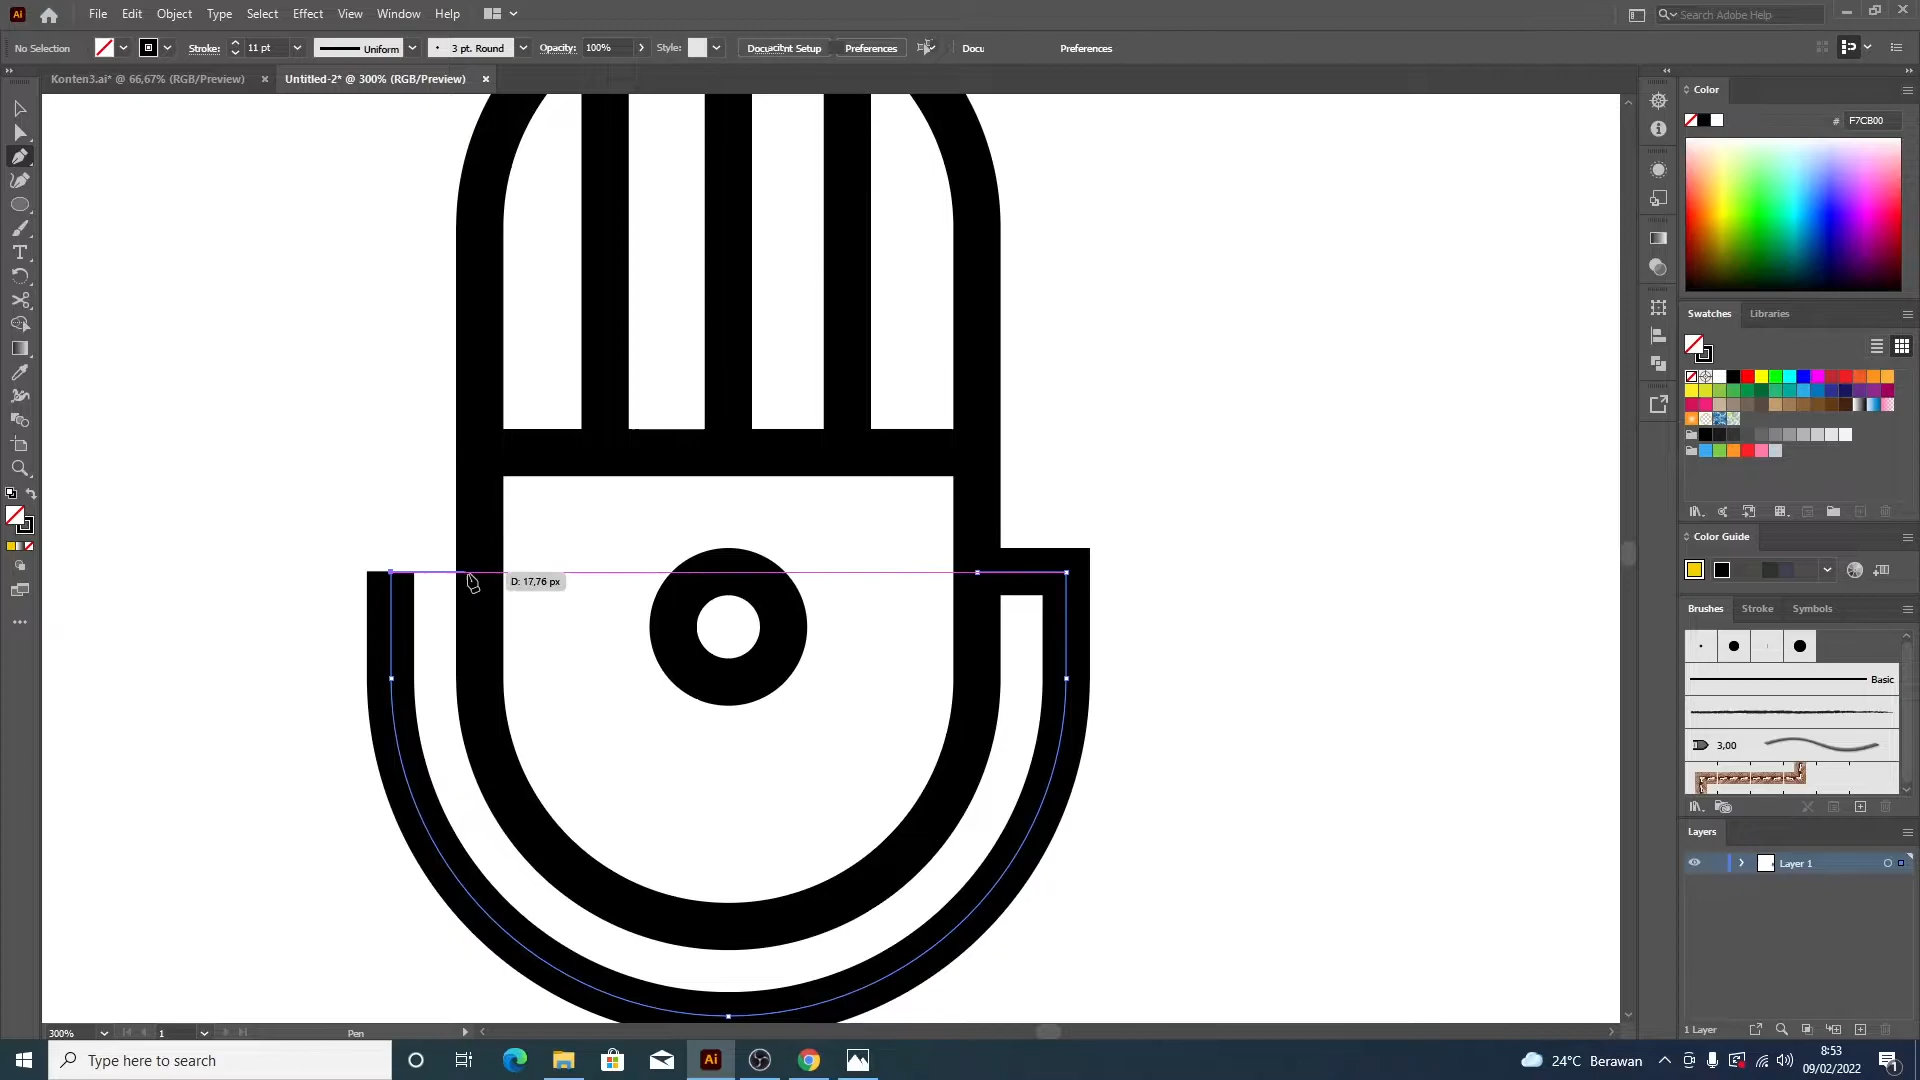 Ai File Edit Object Type Select Effect View Window Help Search Adobe Help
No Selection Stroke: 11 pt Uniform 3 pt. Round Opacity: 100% Style: Preferences Docu Preferences
Konten3.ai* @ 66,67% (RGB/Preview) × Untitled-2* @ 300% (RGB/Preview) ×
Color
# F7CB00
Swatches Libraries
Color Guide
D: 17,76 px
Brushes Stroke Symbols
Basic
3,00
Layers
Layer 1
1 Layer
300% 1 Pen
Type here to search
Ai
24°C Berawan
8:53
09/02/2022
1